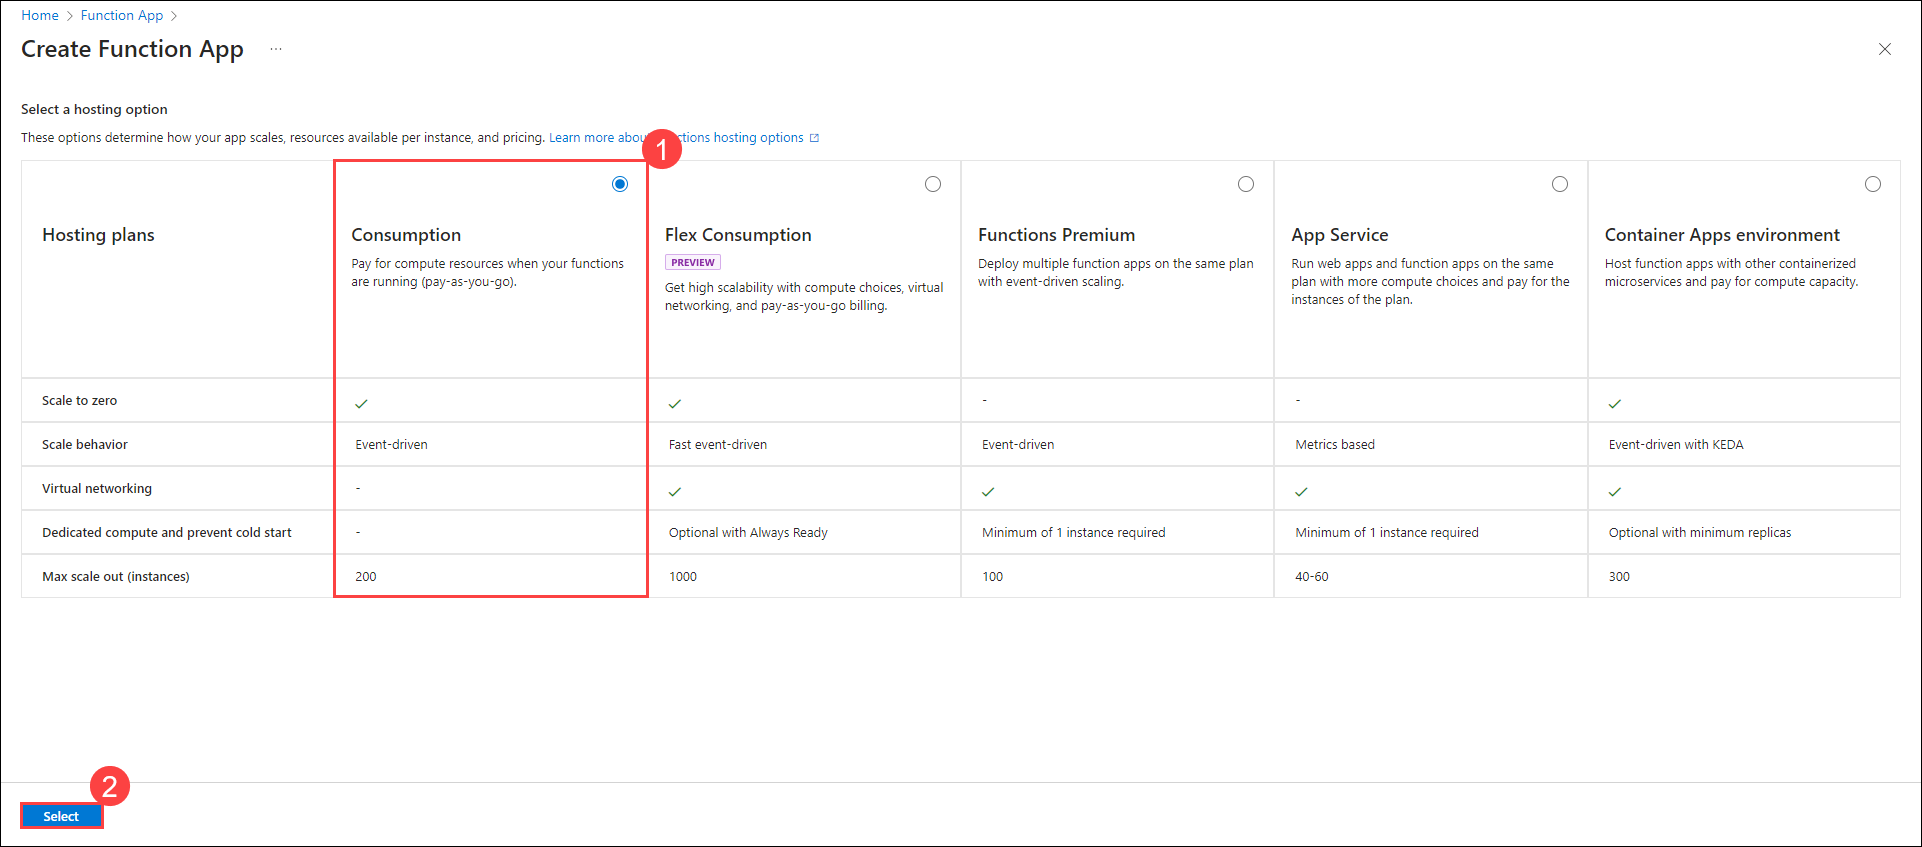 Home > Function App >
Create Function App ...
Select a hosting option
These options determine how your app scales, resources available per instance, and pricing. Learn more abou ctions hosting options
1
Hosting plans
Consumption
Pay for compute resources when your functions
are running (pay-as-you-go).
Flex Consumption
PREVIEW
Get high scalability with compute choices, virtual
networking, and pay-as-you-go billing.
Functions Premium
Deploy multiple function apps on the same plan
with event-driven scaling.
App Service
Run web apps and function apps on the same
plan with more compute choices and pay for the
instances of the plan.
Container Apps environment
Host function apps with other containerized
microservices and pay for compute capacity.
Scale to zero - -
Scale behavior Event-driven Fast event-driven Event-driven Metrics based Event-driven with KEDA
Virtual networking -
Dedicated compute and prevent cold start - Optional with Always Ready Minimum of 1 instance required Minimum of 1 instance required Optional with minimum replicas
Max scale out (instances) 200 1000 100 40-60 300
2
Select